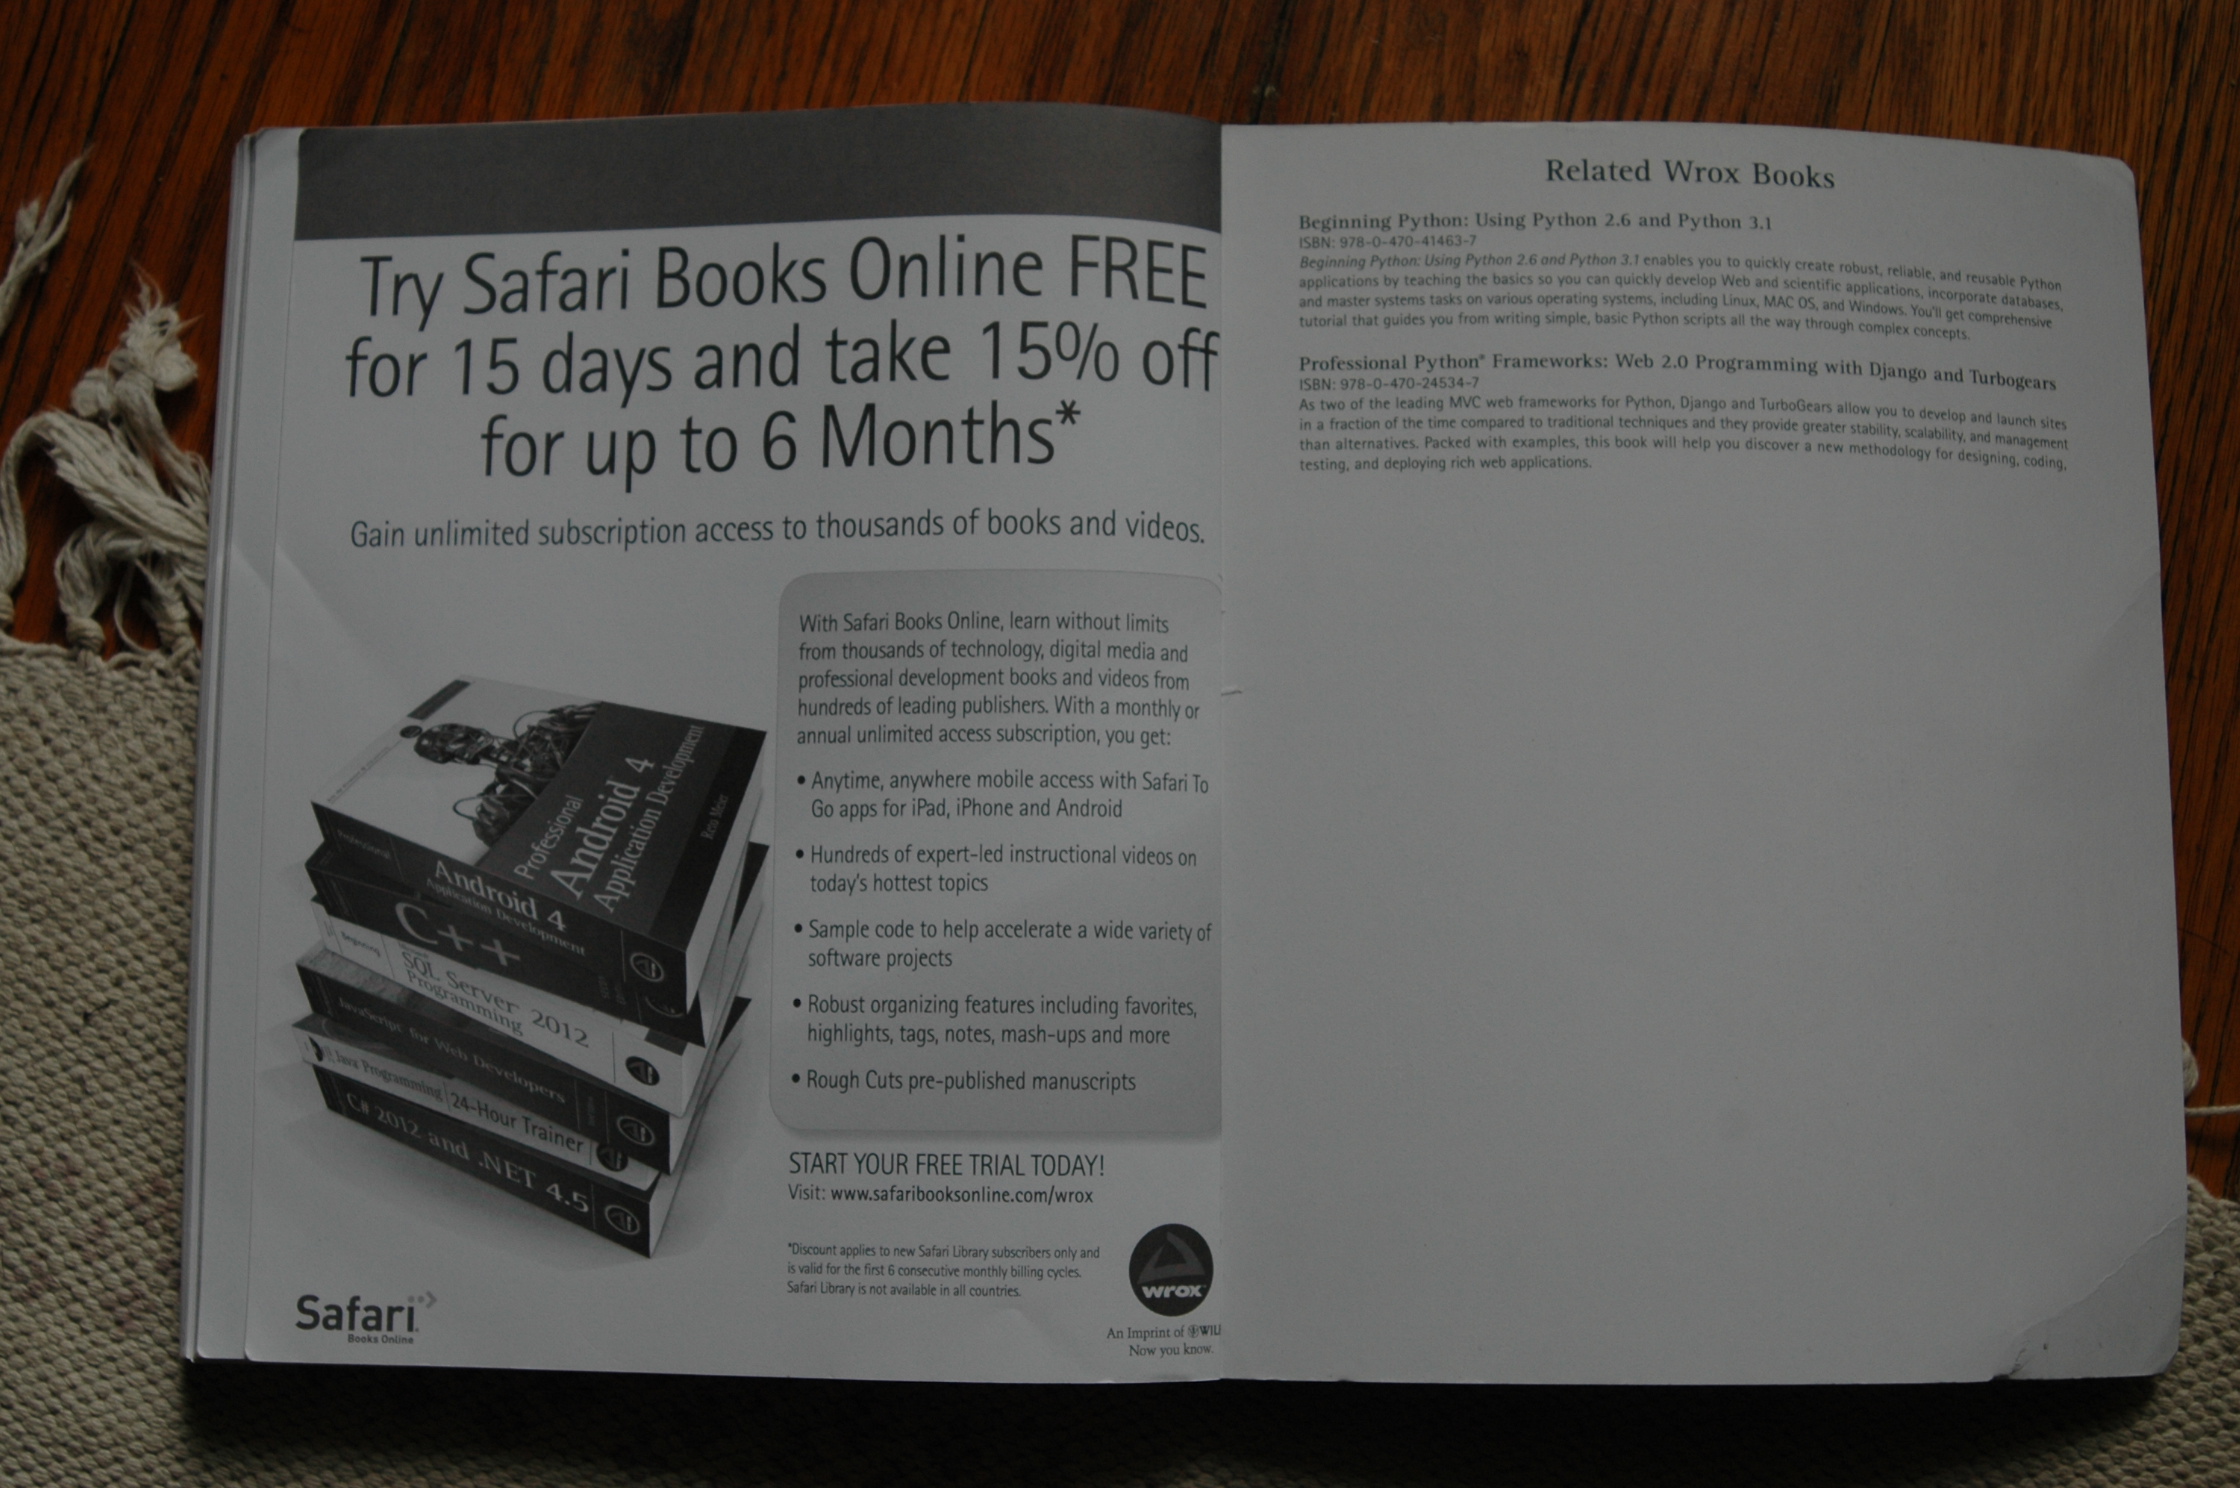 Try Safari Books Online FREE
for 15 days and take 15% off
for up to 6 Months*
Gain unlimited subscription access to thousands of books and videos.
With Safari Books Online, learn without limits
from thousands of technology, digital media and
professional development books and videos from
hundreds of leading publishers. With a monthly or
annual unlimited access subscription, you get:
• Anytime, anywhere mobile access with Safari To
Go apps for iPad, iPhone and Android
• Hundreds of expert-led instructional videos on
today's hottest topics
• Sample code to help accelerate a wide variety of
software projects
• Robust organizing features including favorites,
highlights, tags, notes, mash-ups and more
• Rough Cuts pre-published manuscripts
START YOUR FREE TRIAL TODAY!
Visit: www.safaribooksonline.com/wrox
*Discount applies to new Safari Library subscribers only and
is valid for the first 6 consecutive monthly billing cycles.
Safari Library is not available in all countries.
Reto Meier
Professional
Android 4
Application Development
Android 4
Application Development
C++
Beginning
SQL Server 2012
Programming
JavaScript for Web Developers
Java Programming 24-Hour Trainer
C# 2012 and .NET 4.5
Safari
Books Online
wrox
An Imprint of WILE
Now you know.
Related Wrox Books
Beginning Python: Using Python 2.6 and Python 3.1
ISBN: 978-0-470-41463-7
Beginning Python: Using Python 2.6 and Python 3.1 enables you to quickly create robust, reliable, and reusable Python
applications by teaching the basics so you can quickly develop Web and scientific applications, incorporate databases,
and master systems tasks on various operating systems, including Linux, MAC OS, and Windows. You'll get comprehensive
tutorial that guides you from writing simple, basic Python scripts all the way through complex concepts.
Professional Python® Frameworks: Web 2.0 Programming with Django and Turbogears
ISBN: 978-0-470-24534-7
As two of the leading MVC web frameworks for Python, Django and TurboGears allow you to develop and launch sites
in a fraction of the time compared to traditional techniques and they provide greater stability, scalability, and management
than alternatives. Packed with examples, this book will help you discover a new methodology for designing, coding,
testing, and deploying rich web applications.